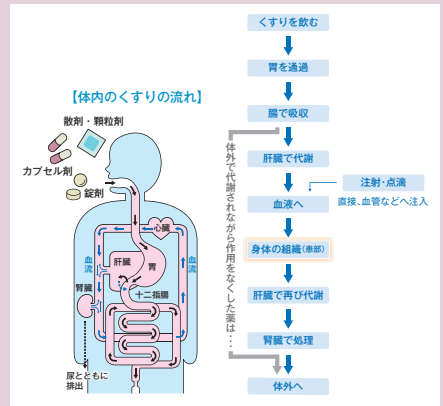 【体内のくすりの流れ】
散剤・顆粒剤
カプセル剤
錠剤
心臓
血流
肝臓
胃
血流
腎臓
十二指腸
尿とともに
排出
くすりを飲む
胃を通過
腸で吸収
肝臓で代謝
注射・点滴
直接、血管などへ注入
血液へ
身体の組織(患部)
肝臓で再び代謝
腎臓で処理
体外へ
体外で代謝されながら作用をなくした薬は・・・